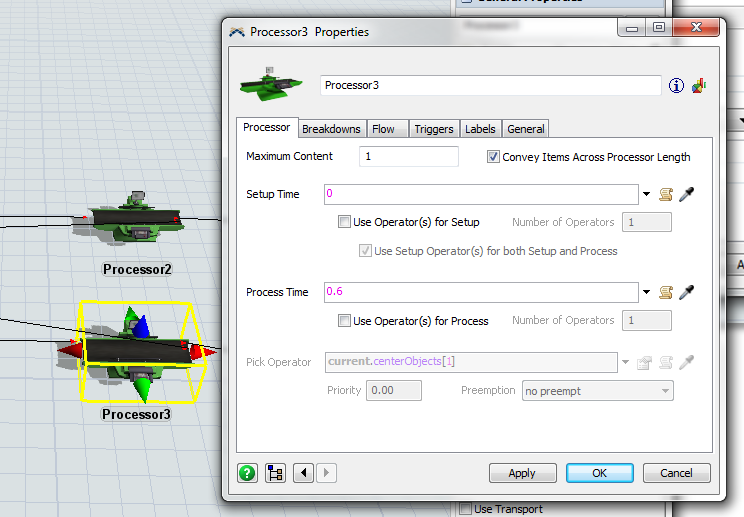 General Properties
Processor3 Properties
Processor3
Processor
Breakdowns
Flow
Triggers
Labels
General
Maximum Content
1
Convey Items Across Processor Length
Setup Time
0
Use Operator(s) for Setup
Number of Operators
1
Use Setup Operator(s) for both Setup and Process
Process Time
0.6
Use Operator(s) for Process
Number of Operators
1
Pick Operator
current.centerObjects[1]
Priority
0.00
Preemption
no preempt
Apply
OK
Cancel
Processor2
Processor3
Use Transport